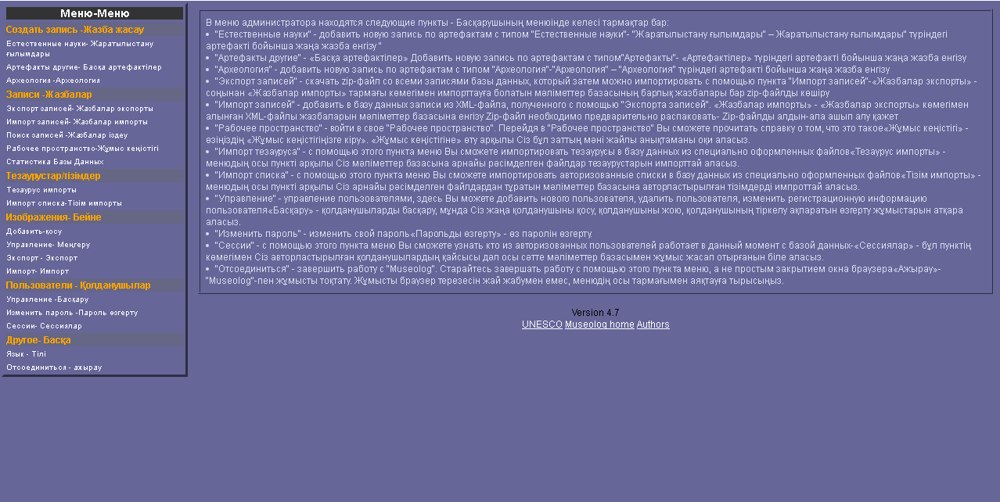 Меню-Меню
Создать запись -Жазба жасау
Естественные науки- Жаратылыстану
ғылымдары
Артефакты другие- Басқа артефактілер
Археология -Археология
Записи -Жазбалар
Экспорт записей- Жазбалар экспорты
Импорт записей- Жазбалар импорты
Поиск записей -Жазбалар іздеу
Рабочее пространство-Жұмыс кеңістігі
Статистика Базы Данных
Тезаурустар/тізімдер
Тезаурус импорты
Импорт списка-Тізім импорты
Изображения- Бейне
Добавить-қосу
Управление- Меңгеру
Экспорт - Экспорт
Импорт- Импорт
Пользователи - Қолданушылар
Управление -Басқару
Изменить пароль -Пароль өзгерту
Сессии- Сессиялар
Другое- Басқа
Язык - Тілі
Отсоединиться - ажырау
В меню администратора находятся следующие пункты - Басқарушының менюінде келесі тармақтар бар:
• "Естественные науки" - добавить новую запись по артефактам с типом "Естественные науки"- "Жаратылыстану ғылымдары" – Жаратылыстану ғылымдары" түріндегі
артефакті бойынша жаңа жазба енгізу "
• "Артефакты другие" - «Басқа артефактілер» Добавить новую запись по артефактам с типом"Артефакты"- «Артефактілер» түріндегі артефакті бойынша жаңа жазба енгізу
• "Археология" - добавить новую запись по артефактам с типом "Археология"-"Археология" – "Археология" түріндегі артефакті бойынша жаңа жазба енгізу
• "Экспорт записей" - скачать zip-файл со всеми записями базы данных, который затем можно импортировать с помощью пункта "Импорт записей"-«Жазбалар экспорты» -
соңынан «Жазбалар импорты» тармағы көмегімен импорттауға болатын мәліметтер базасының барлық жазбалары бар zip-файлды көшіру
• "Импорт записей" - добавить в базу данных записи из XML-файла, полученного с помощью "Экспорта записей". «Жазбалар импорты» - «Жазбалар экспорты» көмегімен
алынған XML-файлы жазбаларын мәліметтер базасына енгізу Zip-файл необходимо предварительно распаковать- Zip-файлды алдын-ала ашып алу қажет
• "Рабочее пространство" - войти в свое "Рабочее пространство". Перейдя в "Рабочее пространство" Вы сможете прочитать справку о том, что это такое«Жұмыс кеңістігі» -
өзіңіздің «Жұмыс кеңістігіңізге кіру». «Жұмыс кеңістігіне» өту арқылы Сіз бұл заттың мәні жайлы анықтаманы оқи аласыз.
• "Импорт тезауруса" - с помощью этого пункта меню Вы сможете импортировать тезаурусы в базу данных из специально оформленных файлов«Тезаурус импорты» -
менюдың осы пункті арқылы Сіз мәліметтер базасына арнайы рәсімделген файлдар тезаурустарын импорттай аласыз.
• "Импорт списка" - с помощью этого пункта меню Вы сможете импортировать авторизованные списки в базу данных из специально оформленных файлов«Тізім импорты» -
менюдың осы пункті арқылы Сіз арнайы рәсімделген файлдардан тұратын мәліметтер базасына авторластырылған тізімдерді импроттай аласыз.
• "Управление" - управление пользователями, здесь Вы можете добавить нового пользователя, удалить пользователя, изменить регистрационную информацию
пользователя«Басқару» - қолданушыларды басқару, мұнда Сіз жаңа қолданушыны қосу, қолданушыны жою, қолданушының тіркелу ақпаратын өзгерту жұмыстарын атқара
аласыз.
• "Изменить пароль" - изменить свой пароль«Парольды өзгерту» - өз паролін өзгерту.
• "Сессии" - с помощью этого пункта меню Вы сможете узнать кто из авторизованных пользователей работает в данный момент с базой данных-«Сессиялар» - бұл пунктің
көмегімен Сіз авторластырылған қолданушылардың қайсысы дәл осы сәтте мәліметтер базасымен жұмыс жасап отырғанын біле аласыз.
• "Отсоединиться" - завершить работу с "Museolog". Старайтесь завершать работу с помощью этого пункта меню, а не простым закрытием окна браузера«Ажырау»-
"Museolog"-пен жұмысты тоқтату. Жұмысты браузер терезесін жай жабумен емес, менюдің осы тармағымен аяқтауға тырысыңыз.
Version 4.7
UNESCO Museolog home Authors